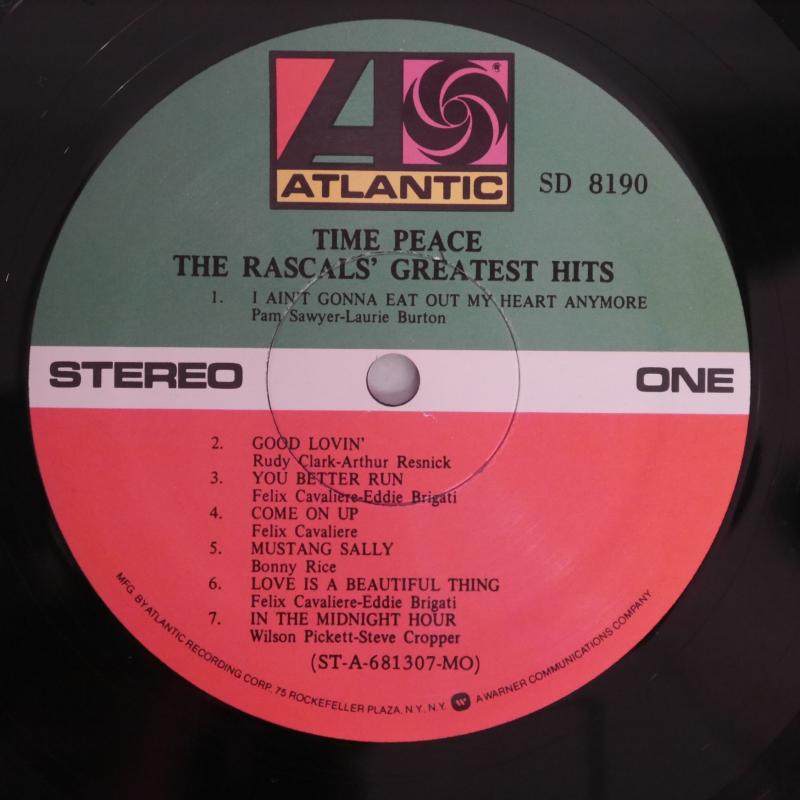 ATLANTIC
SD 8190
TIME PEACE
THE RASCALS' GREATEST HITS
1. I AIN'T GONNA EAT OUT MY HEART ANYMORE
Pam Sawyer-Laurie Burton
STEREO
ONE
2. GOOD LOVIN'
Rudy Clark-Arthur Resnick
3. YOU BETTER RUN
Felix Cavaliere-Eddie Brigati
4. COME ON UP
Felix Cavaliere
5. MUSTANG SALLY
Bonny Rice
6. LOVE IS A BEAUTIFUL THING
Felix Cavaliere-Eddie Brigati
7. IN THE MIDNIGHT HOUR
Wilson Pickett-Steve Cropper
(ST-A-681307-MO)
MFG. BY ATLANTIC RECORDING CORP. 75 ROCKEFELLER PLAZA. N.Y. N.Y. A WARNER COMMUNICATIONS COMPANY